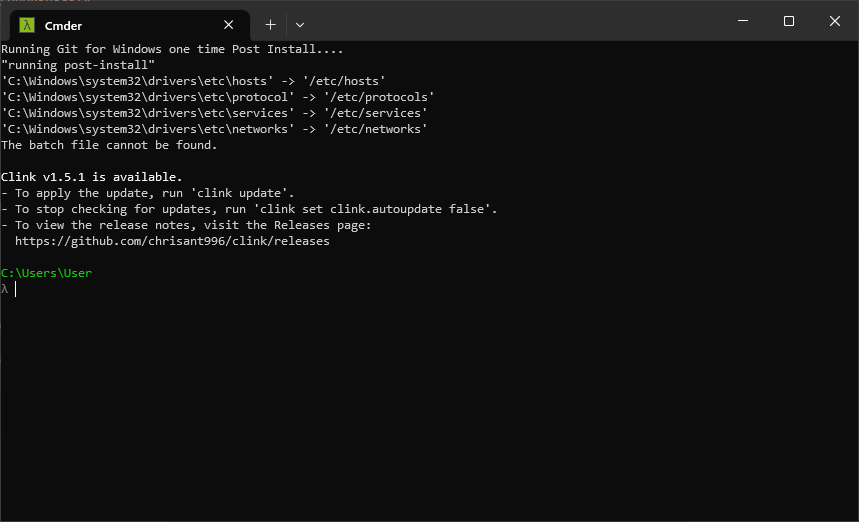 Cmder
Running Git for Windows one time Post Install....
"running post-install"
'C:\Windows\system32\drivers\etc\hosts' -> '/etc/hosts'
'C:\Windows\system32\drivers\etc\protocol' -> '/etc/protocols'
'C:\Windows\system32\drivers\etc\services' -> '/etc/services'
'C:\Windows\system32\drivers\etc\networks' -> '/etc/networks'
The batch file cannot be found.
Clink v1.5.1 is available.
- To apply the update, run 'clink update'.
- To stop checking for updates, run 'clink set clink.autoupdate false'.
- To view the release notes, visit the Releases page:
https://github.com/chrisant996/clink/releases
C:\Users\User
λ